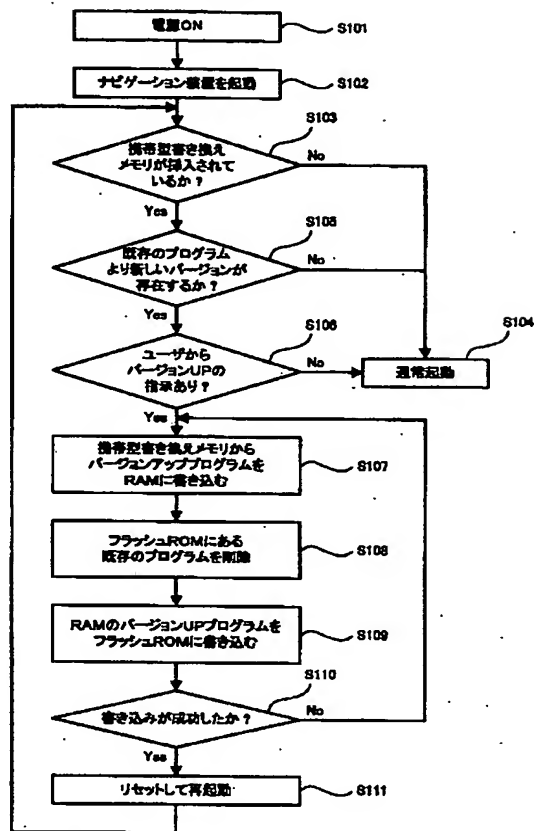 電源ON
S101
ナビゲーション装置を起動
S102
S103
携帯型書き換え
メモリが挿入されて
いるか?
No
Yes
S105
既存のプログラム
より新しいバージョンが
存在するか?
No
Yes
S106
S104
ユーザから
バージョンUPの
指示あり?
No
通常起動
Yes
携帯型書き換えメモリから
バージョンアッププログラムを
RAMに書き込む
S107
フラッシュROMにある
既存のプログラムを削除
S108
RAMのバージョンUPプログラムを
フラッシュROMに書き込む
S109
S110
書き込みが成功したか?
No
Yes
リセットして再起動
S111